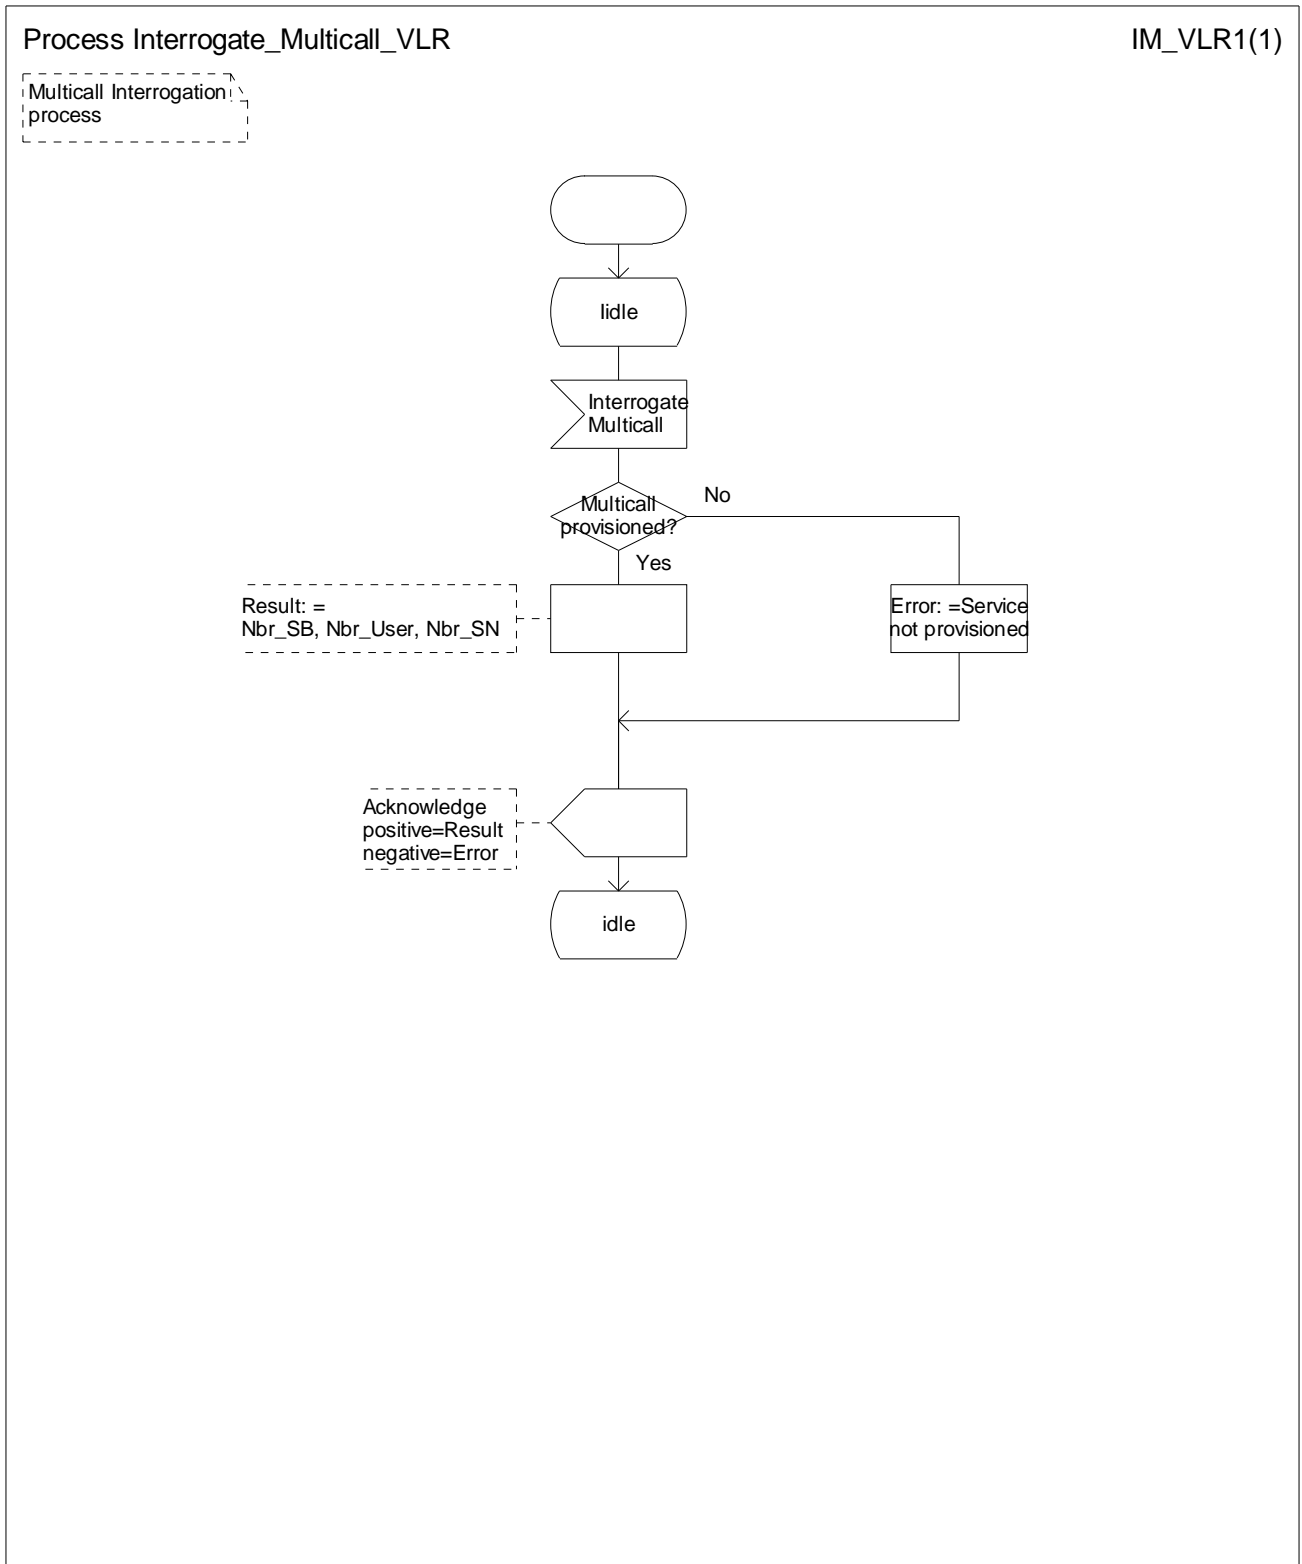 Process Interrogate_Multicall_VLR
IM_VLR1(1)
Multicall Interrogation
process
Iidle
Interrogate
Multicall
Multicall
provisioned?
No
Yes
Result: =
Nbr_SB, Nbr_User, Nbr_SN
Error: =Service
not provisioned
Acknowledge
positive=Result
negative=Error
idle